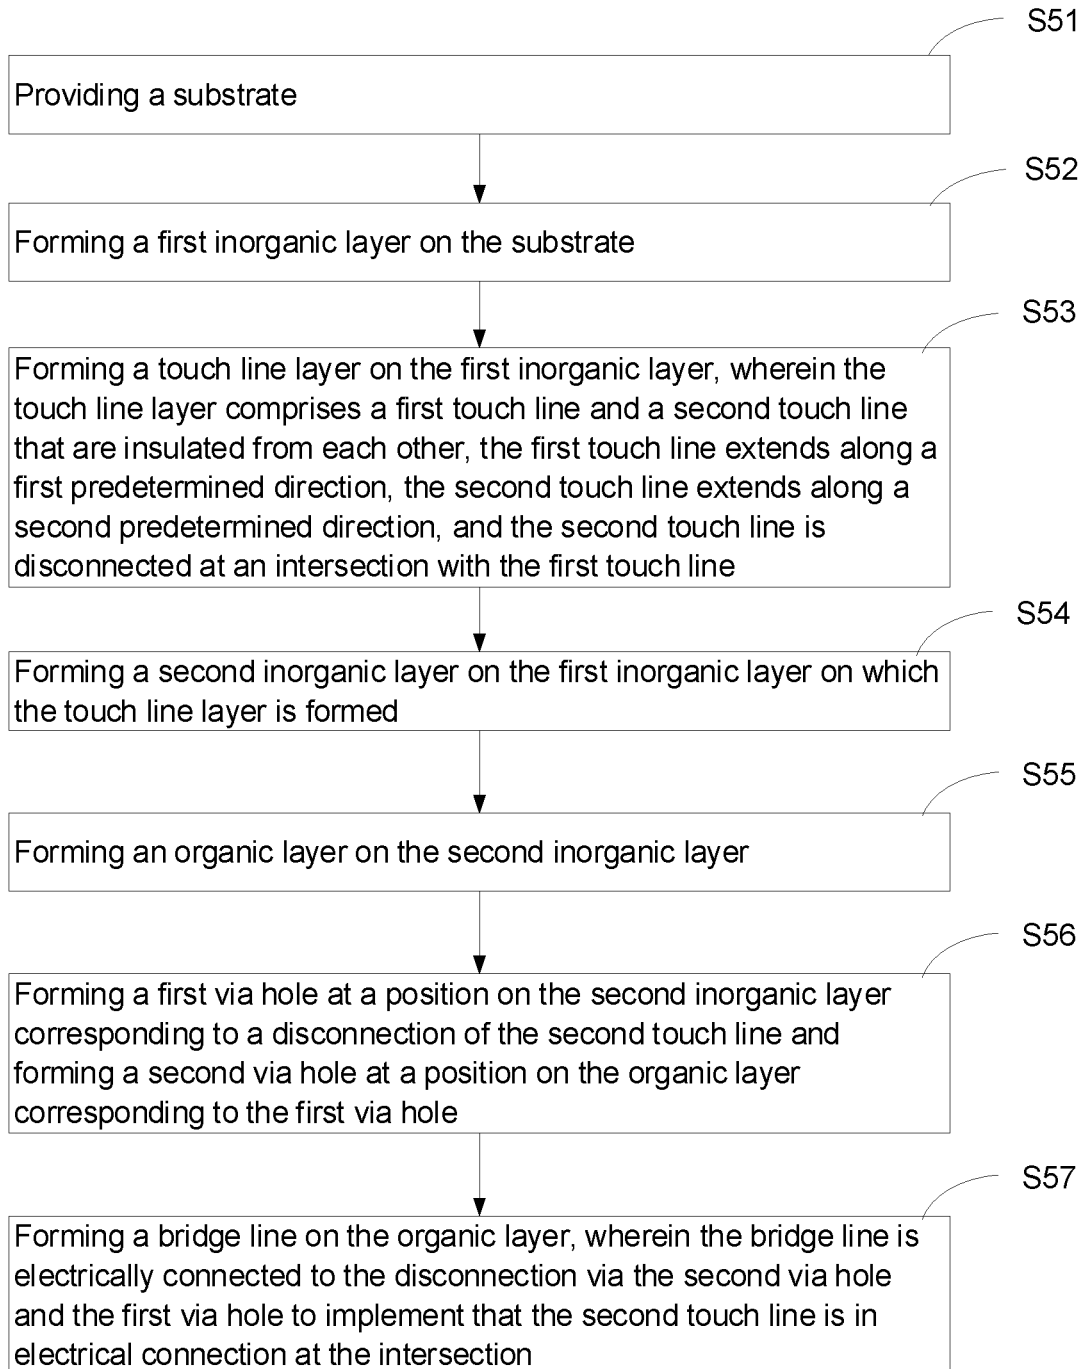 S51
Providing a substrate
S52
Forming a first inorganic layer on the substrate
S53
Forming a touch line layer on the first inorganic layer, wherein the
touch line layer comprises a first touch line and a second touch line
that are insulated from each other, the first touch line extends along a
first predetermined direction, the second touch line extends along a
second predetermined direction, and the second touch line is
disconnected at an intersection with the first touch line
S54
Forming a second inorganic layer on the first inorganic layer on which
the touch line layer is formed
S55
Forming an organic layer on the second inorganic layer
S56
Forming a first via hole at a position on the second inorganic layer
corresponding to a disconnection of the second touch line and
forming a second via hole at a position on the organic layer
corresponding to the first via hole
S57
Forming a bridge line on the organic layer, wherein the bridge line is
electrically connected to the disconnection via the second via hole
and the first via hole to implement that the second touch line is in
electrical connection at the intersection